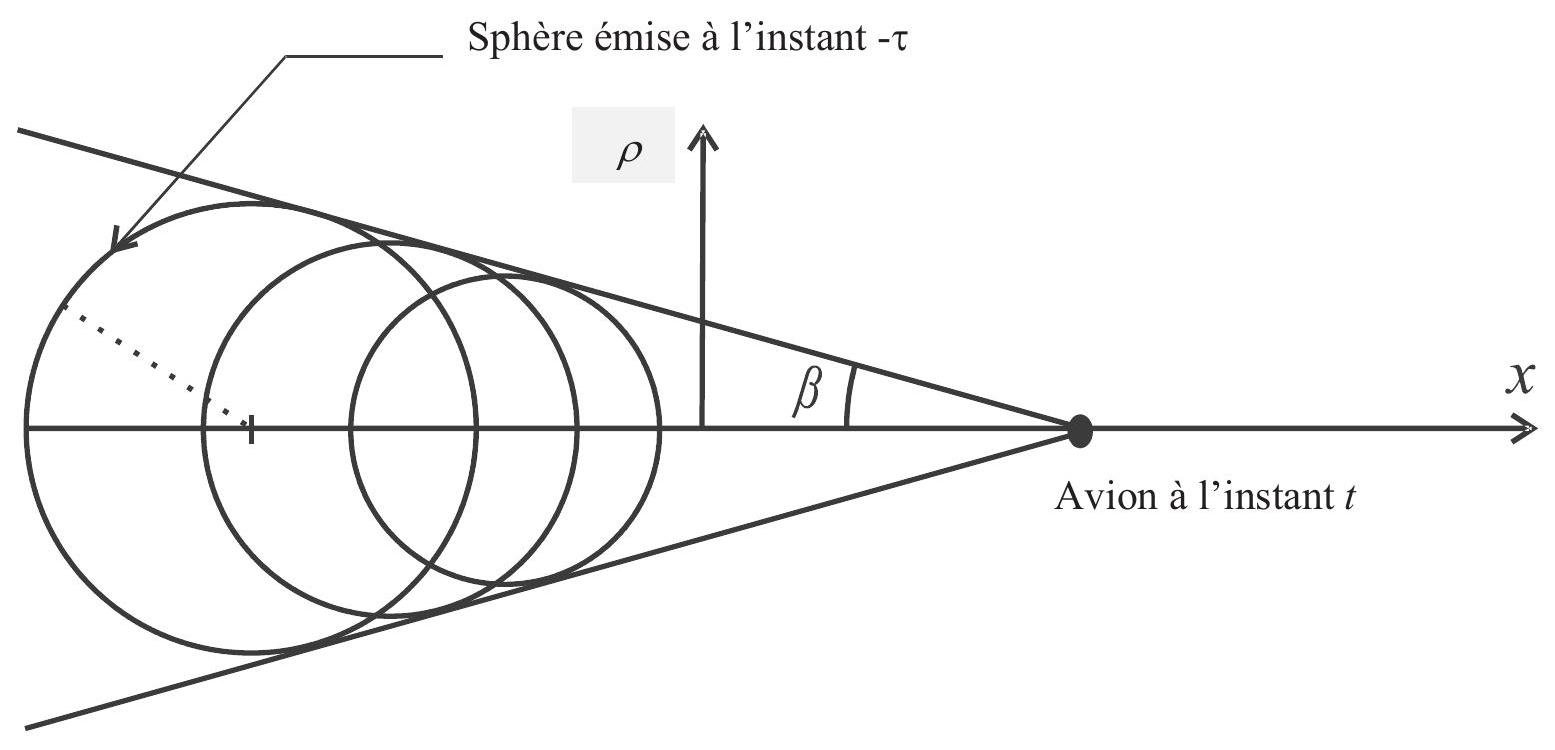 Sphère émise à l'instant -τ
ρ
β
x
Avion à l'instant t